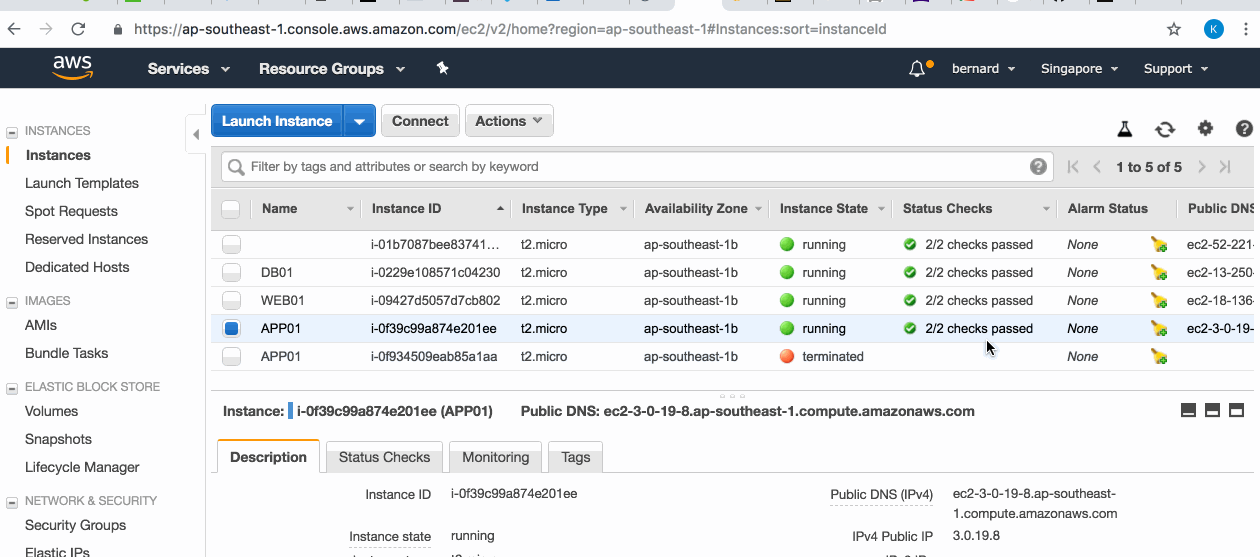 https://ap-southeast-1.console.aws.amazon.com/ec2/v2/home?region=ap-southeast-1#Instances:sort=instanceId
K
aws Services Resource Groups bernard Singapore Support
INSTANCES
Instances
Launch Templates
Spot Requests
Reserved Instances
Dedicated Hosts
IMAGES
AMIs
Bundle Tasks
ELASTIC BLOCK STORE
Volumes
Snapshots
Lifecycle Manager
NETWORK & SECURITY
Security Groups
Elastic IPs
Launch Instance Connect Actions
Filter by tags and attributes or search by keyword 1 to 5 of 5
Name Instance ID Instance Type Availability Zone Instance State Status Checks Alarm Status Public DNS
i-01b7087bee83741... t2.micro ap-southeast-1b running 2/2 checks passed None ec2-52-221-
DB01 i-0229e108571c04230 t2.micro ap-southeast-1b running 2/2 checks passed None ec2-13-250-
WEB01 i-09427d5057d7cb802 t2.micro ap-southeast-1b running 2/2 checks passed None ec2-18-136-
APP01 i-0f39c99a874e201ee t2.micro ap-southeast-1b running 2/2 checks passed None ec2-3-0-19-
APP01 i-0f934509eab85a1aa t2.micro ap-southeast-1b terminated None
Instance: i-0f39c99a874e201ee (APP01) Public DNS: ec2-3-0-19-8.ap-southeast-1.compute.amazonaws.com
Description Status Checks Monitoring Tags
Instance ID i-0f39c99a874e201ee Public DNS (IPv4) ec2-3-0-19-8.ap-southeast-
1.compute.amazonaws.com
Instance state running IPv4 Public IP 3.0.19.8